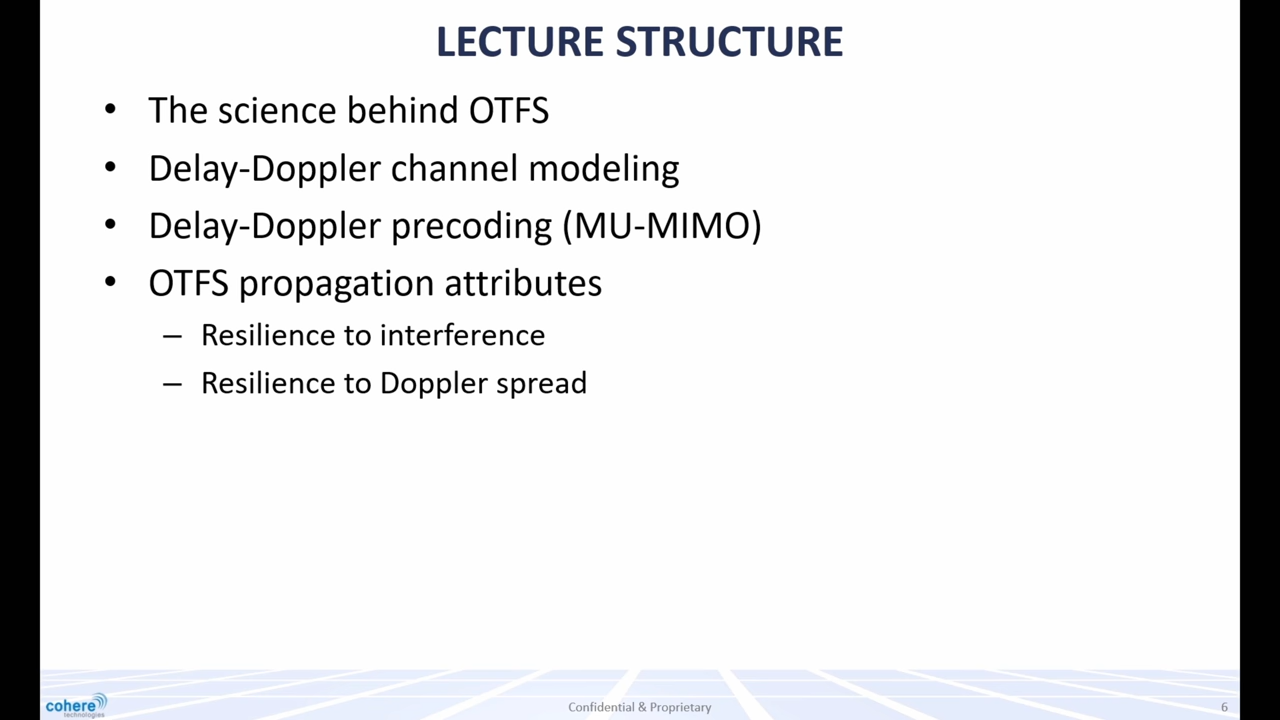 LECTURE STRUCTURE
• The science behind OTFS
• Delay-Doppler channel modeling
• Delay-Doppler precoding (MU-MIMO)
• OTFS propagation attributes
– Resilience to interference
– Resilience to Doppler spread
cohere
technologies
Confidential & Proprietary
6